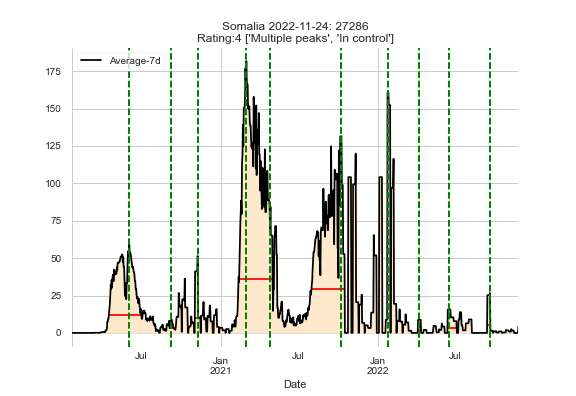 Somalia 2022-11-24: 27286
Rating:4 ['Multiple peaks', 'In control']
Average-7d
175
150
125
100
75
50
25
0
Jul
Jan
2021
Jul
Jan
2022
Jul
Date